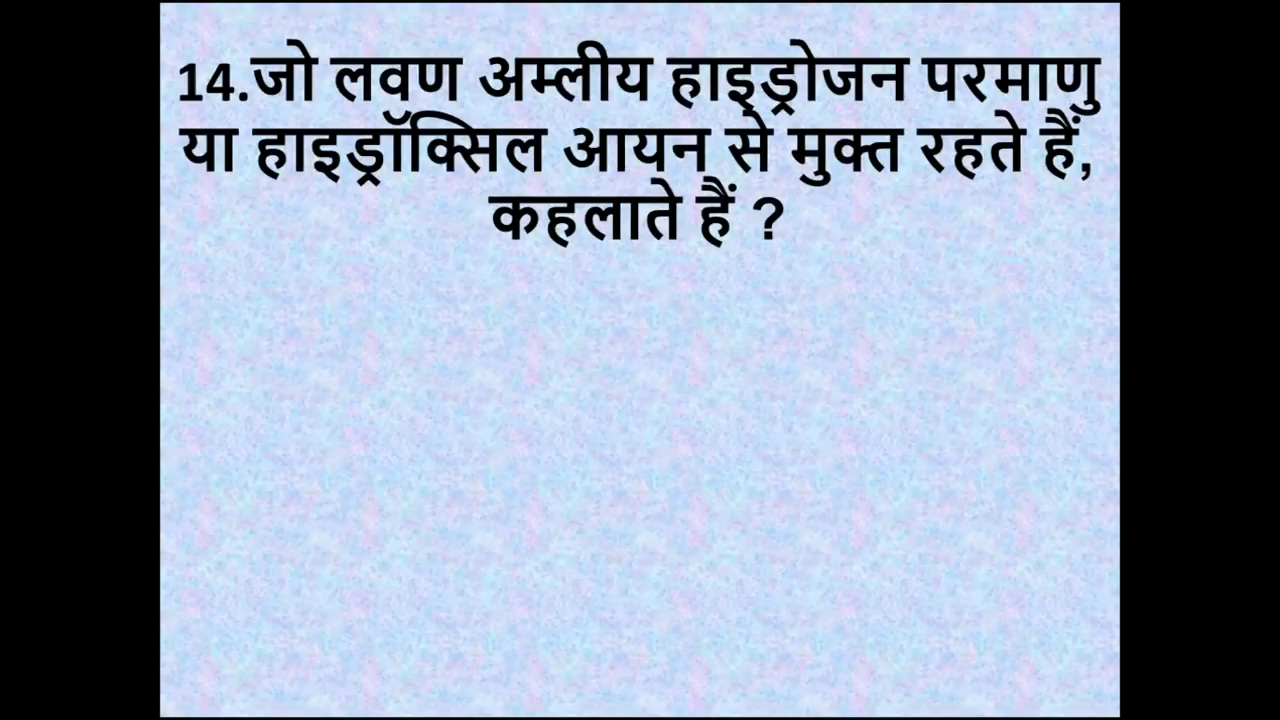 14.जो लवण अम्लीय हाइड्रोजन परमाणु
या हाइड्रॉक्सिल आयन से मुक्त रहते हैं,
कहलाते हैं ?